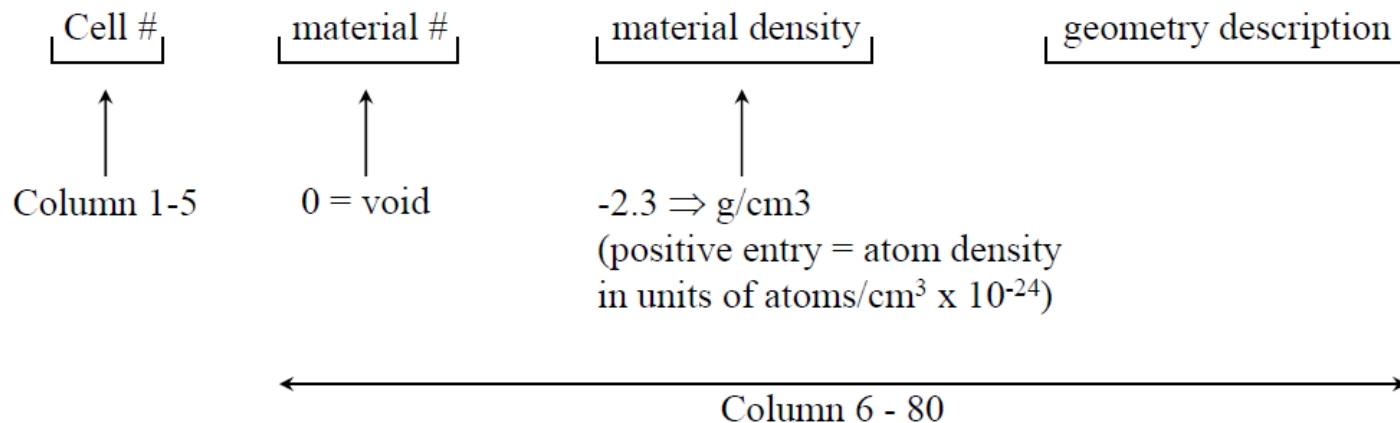 Cell # material # material density geometry description
Column 1-5 0 = void -2.3 ⇒ g/cm3
(positive entry = atom density
in units of atoms/cm³ x 10⁻²⁴)
Column 6 - 80